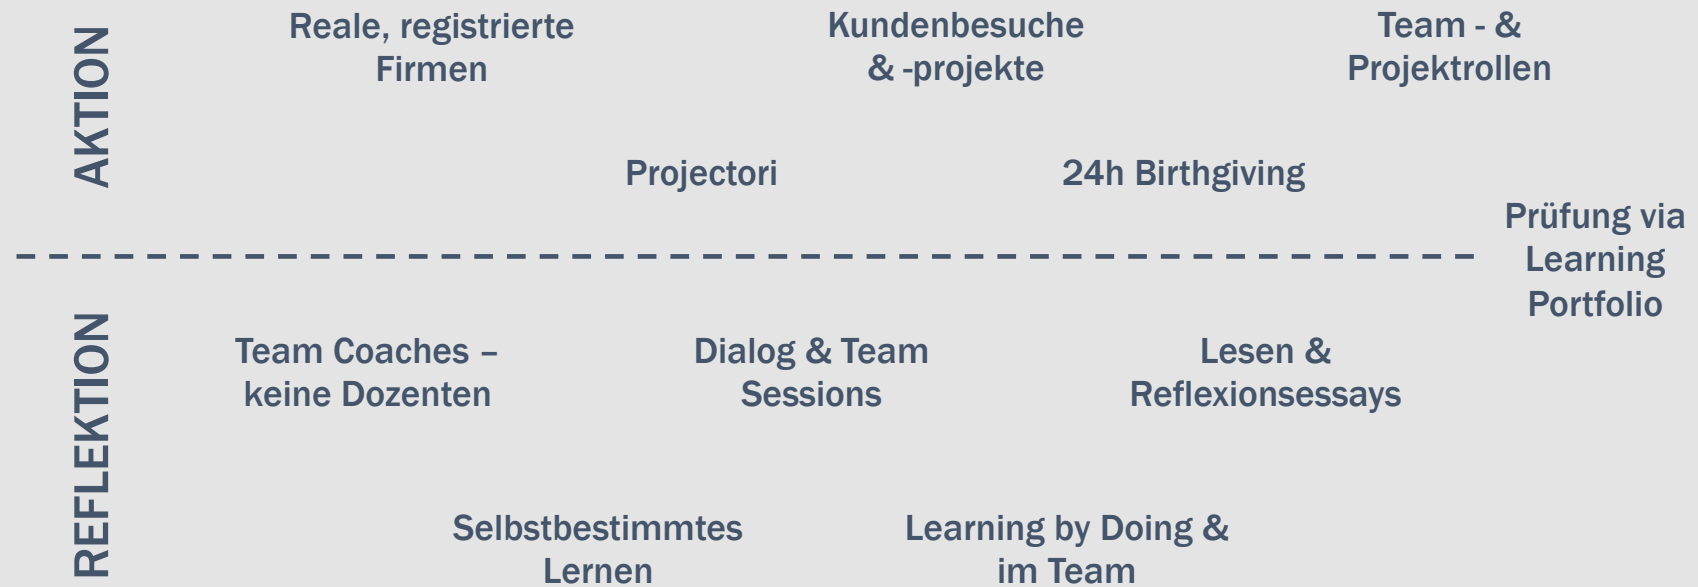 AKTION
Reale, registrierte
Firmen
Kundenbesuche
& -projekte
Team - &
Projektrollen
Projectori
24h Birthgiving
Prüfung via
Learning
Portfolio
REFLEKTION
Team Coaches –
keine Dozenten
Dialog & Team
Sessions
Lesen &
Reflexionsessays
Selbstbestimmtes
Lernen
Learning by Doing &
im Team